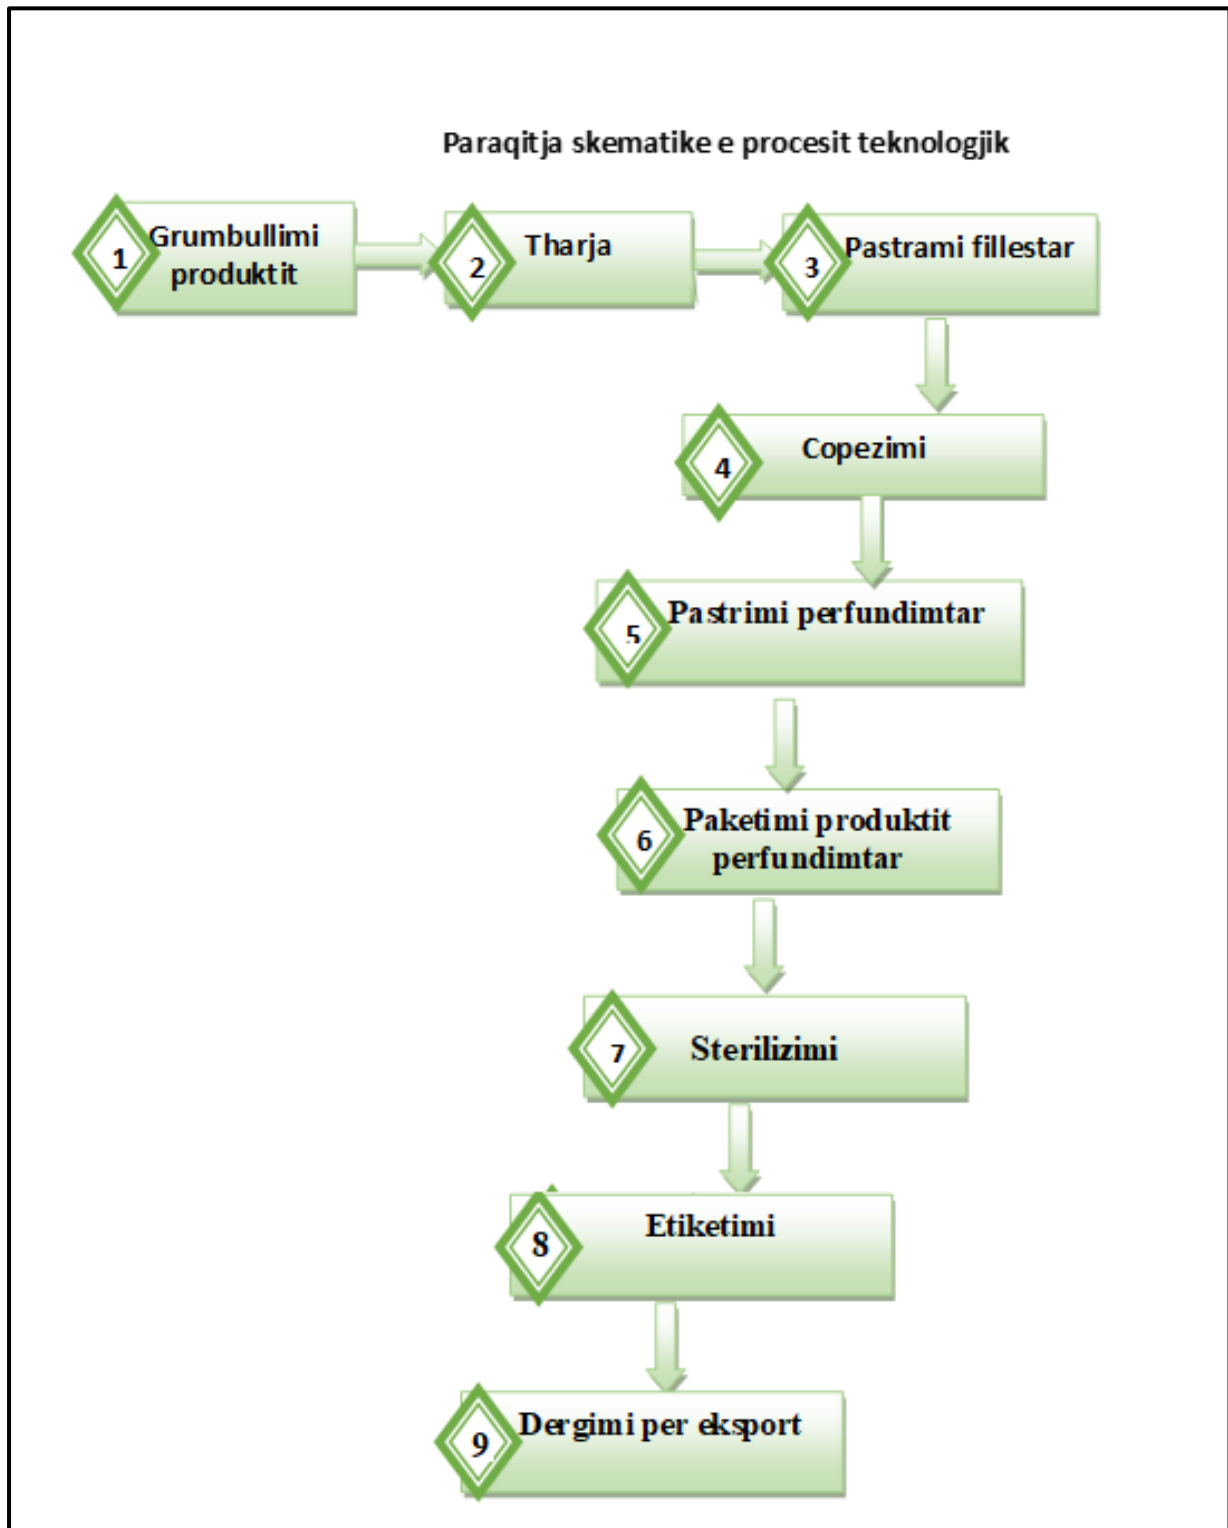 Paraqitja skematike e procesit teknologjik
1
Grumbullimi
produktit
2
Tharja
3
Pastrami fillestar
4
Copezimi
5
Pastrimi perfundimtar
6
Paketimi produktit
perfundimtar
7
Sterilizimi
8
Etiketimi
9
Dergimi per eksport